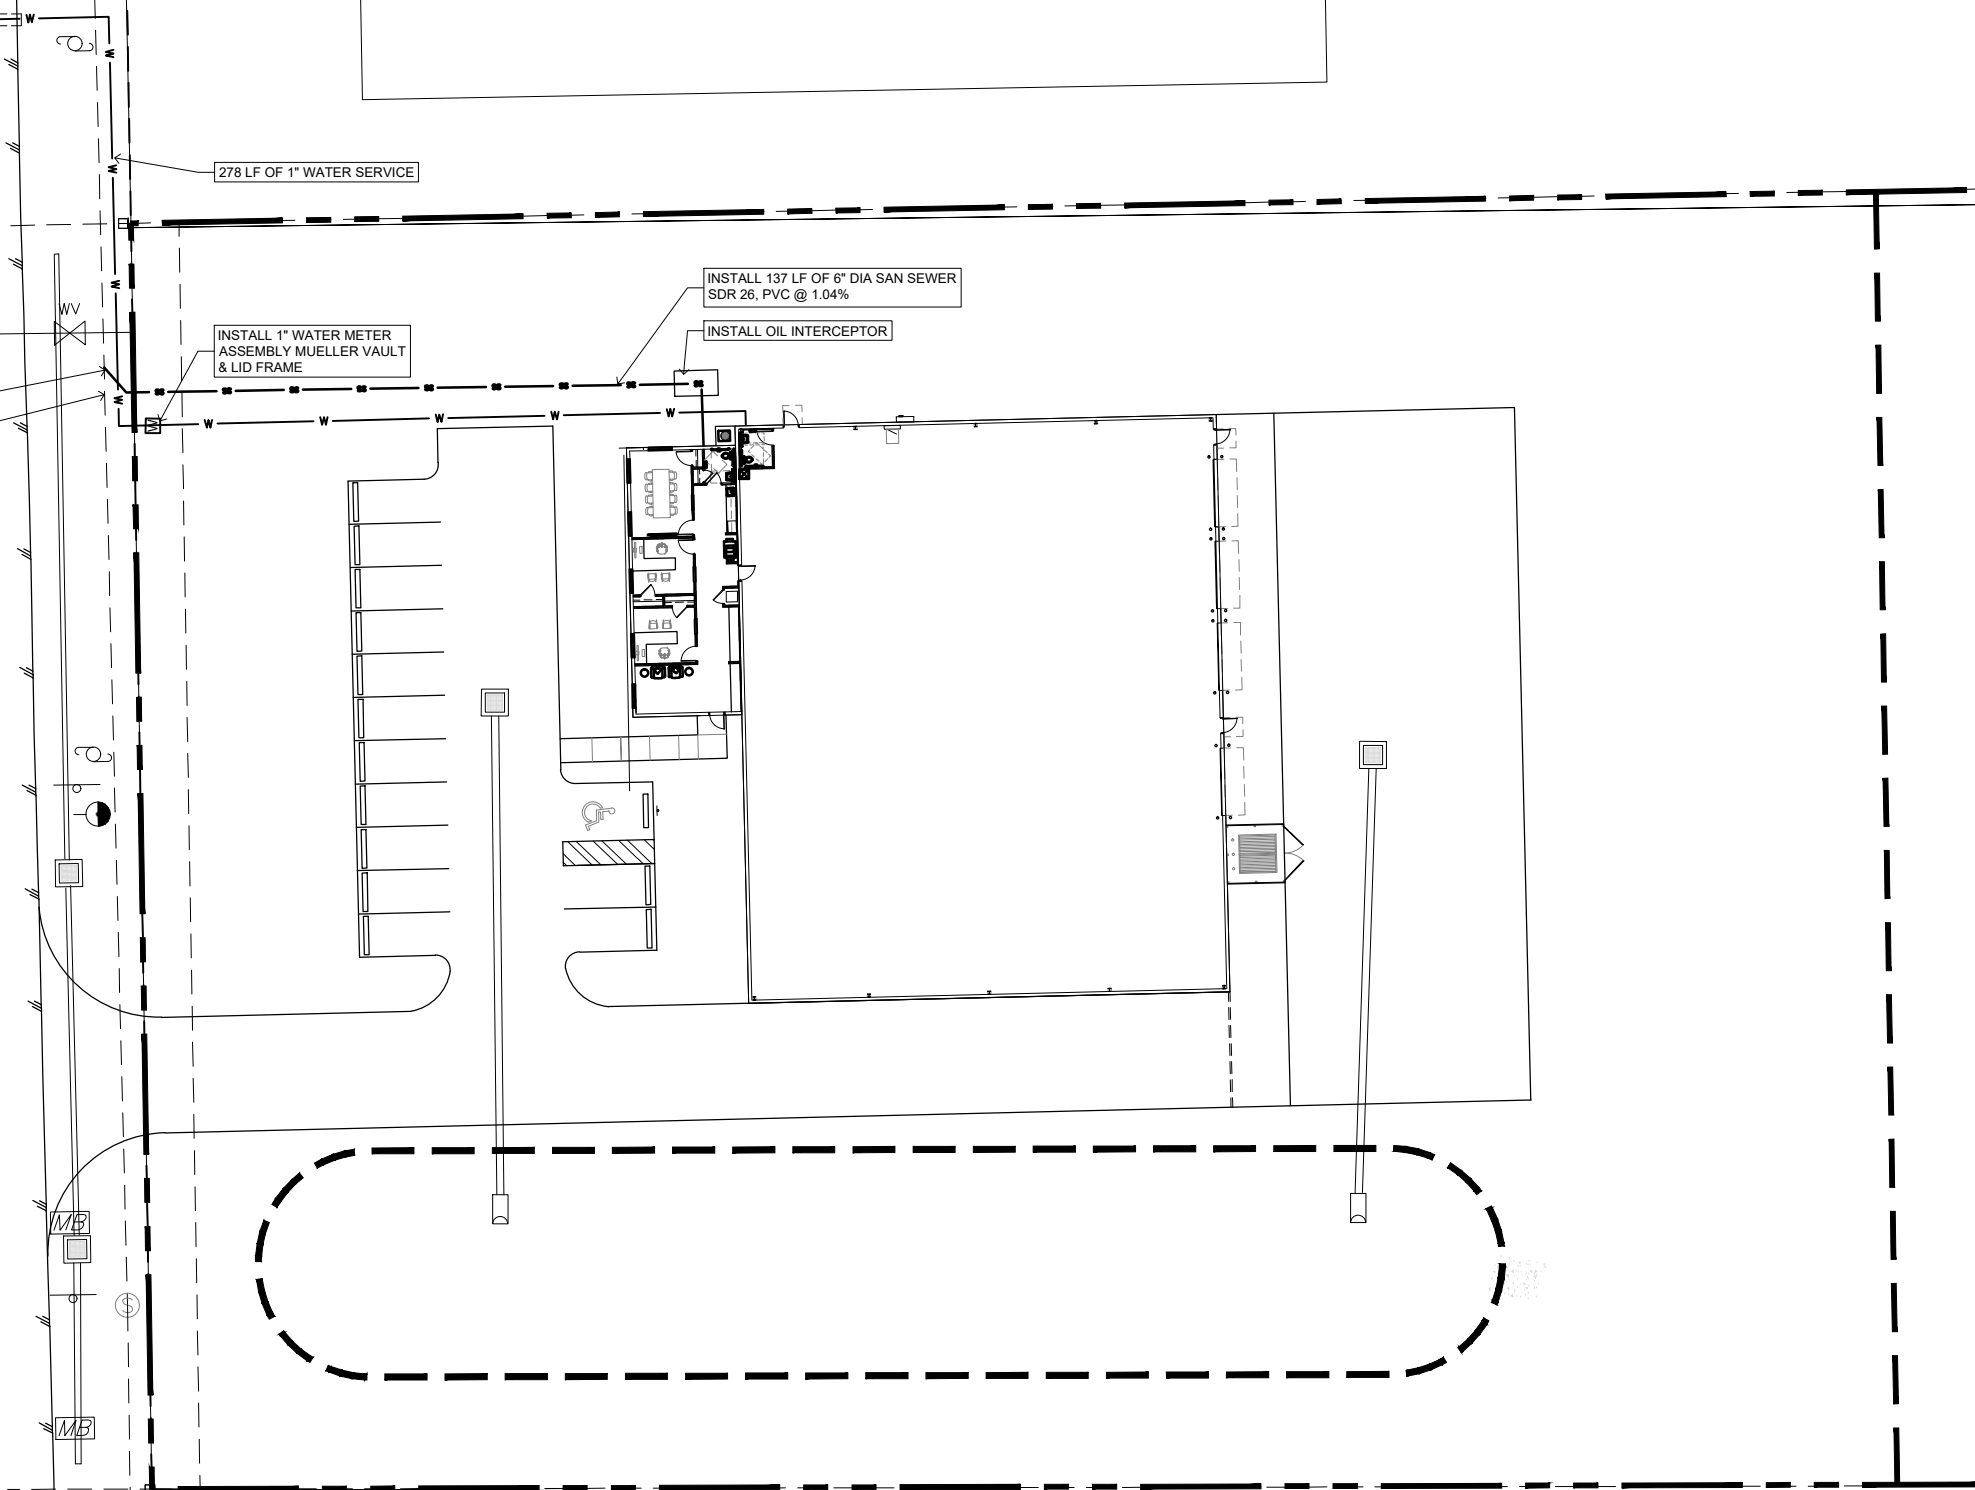 W
W
W
278 LF OF 1" WATER SERVICE
W
INSTALL 137 LF OF 6" DIA SAN SEWER
SDR 26, PVC @ 1.04%
WV
INSTALL OIL INTERCEPTOR
INSTALL 1" WATER METER
ASSEMBLY MUELLER VAULT
& LID FRAME
W
W
W
W
W
W
W
W
MB
S
MB